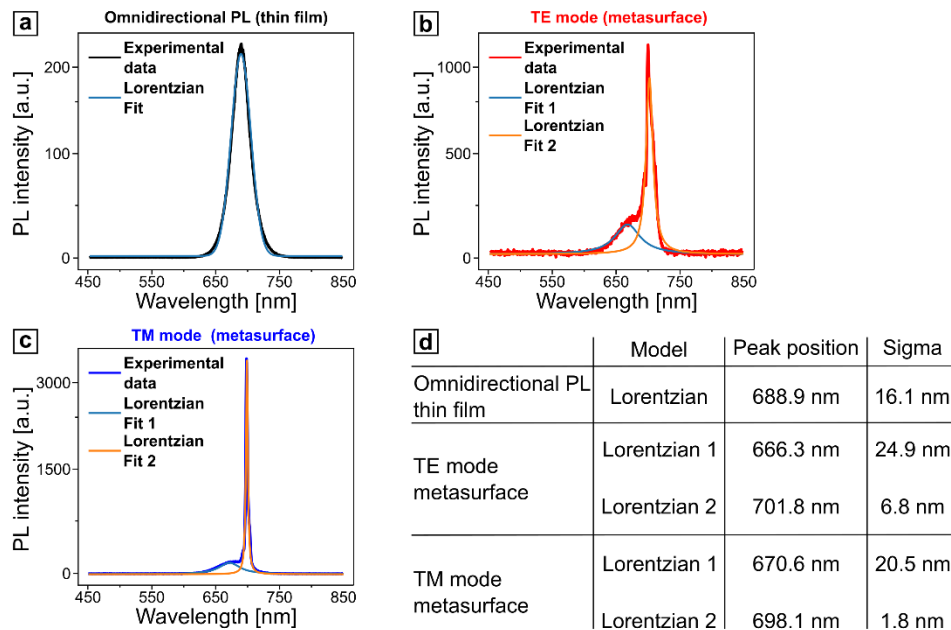 a
Omnidirectional PL (thin film)
PL intensity [a.u.]
200
100
0
Experimental
data
Lorentzian
Fit
450
550
650
750
850
Wavelength [nm]
b
TE mode (metasurface)
PL intensity [a.u.]
1000
500
0
Experimental
data
Lorentzian
Fit 1
Lorentzian
Fit 2
450
550
650
750
850
Wavelength [nm]
c
TM mode (metasurface)
PL intensity [a.u.]
3000
1500
0
Experimental
data
Lorentzian
Fit 1
Lorentzian
Fit 2
450
550
650
750
850
Wavelength [nm]
d
Model Peak position Sigma
Omnidirectional PL
thin film
Lorentzian 688.9 nm 16.1 nm
TE mode
metasurface
Lorentzian 1 666.3 nm 24.9 nm
Lorentzian 2 701.8 nm 6.8 nm
TM mode
metasurface
Lorentzian 1 670.6 nm 20.5 nm
Lorentzian 2 698.1 nm 1.8 nm